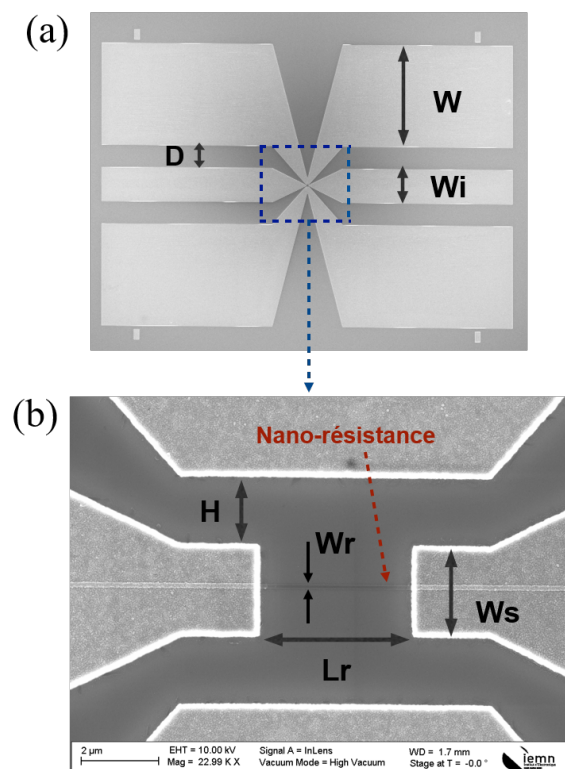 (a)
W
D
Wi
(b)
Nano-résistance
H
Wr
Ws
Lr
2 µm
EHT = 10.00 kV
Signal A = InLens
WD = 1.7 mm
Mag = 22.99 K X
Vacuum Mode = High Vacuum
Stage at T = -0.0 °
iemn